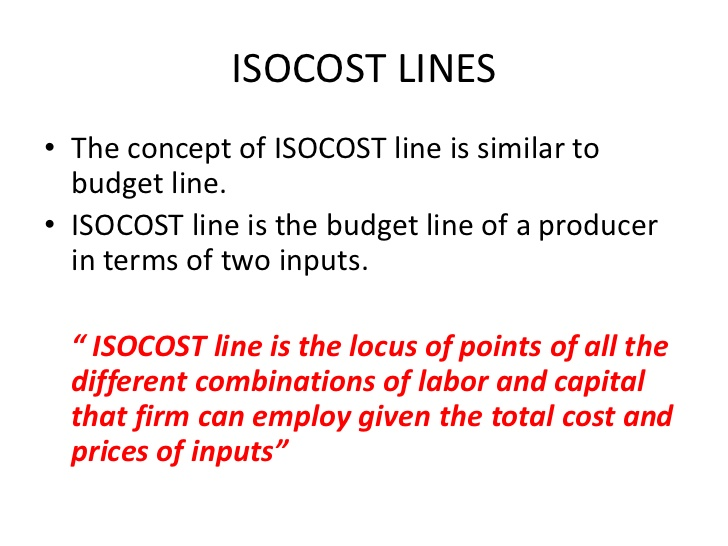 ISOCOST LINES
• The concept of ISOCOST line is similar to
budget line.
• ISOCOST line is the budget line of a producer
in terms of two inputs.
“ ISOCOST line is the locus of points of all the
different combinations of labor and capital
that firm can employ given the total cost and
prices of inputs”